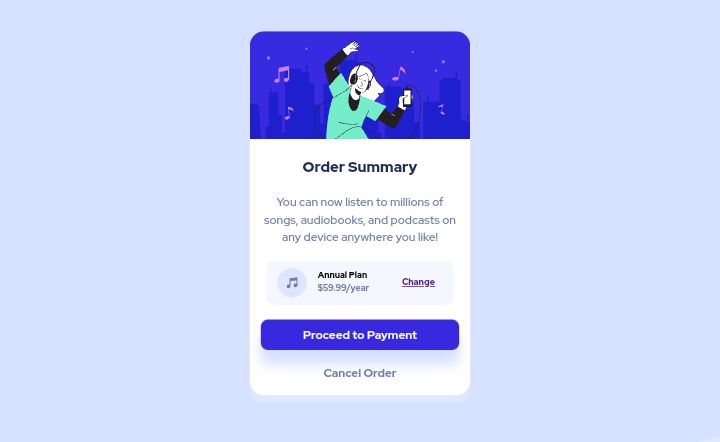 Order Summary
You can now listen to millions of
songs, audiobooks, and podcasts on
any device anywhere you like!
Annual Plan
$59.99/year
Change
Proceed to Payment
Cancel Order